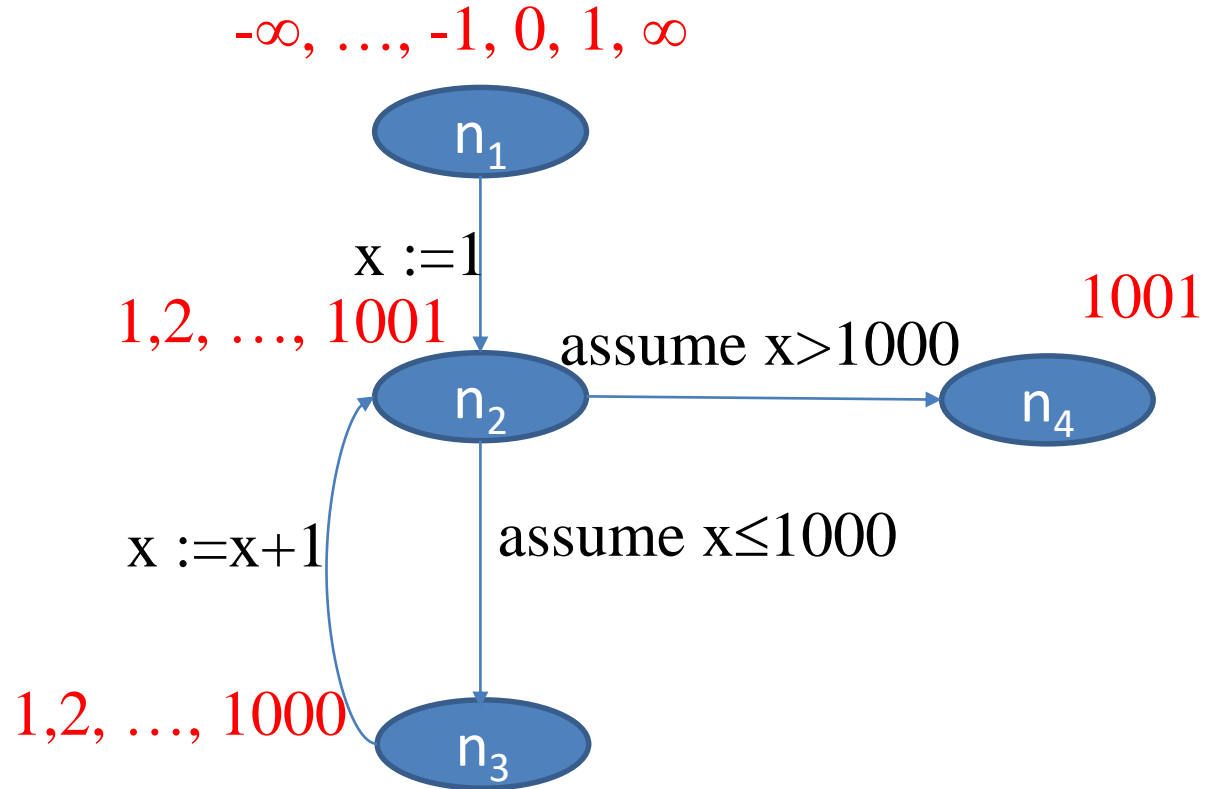 -∞, …, -1, 0, 1, ∞
n₁
x :=1
1,2, …, 1001
1001
assume x>1000
n₂
n₄
x :=x+1
assume x≤1000
1,2, …, 1000
n₃